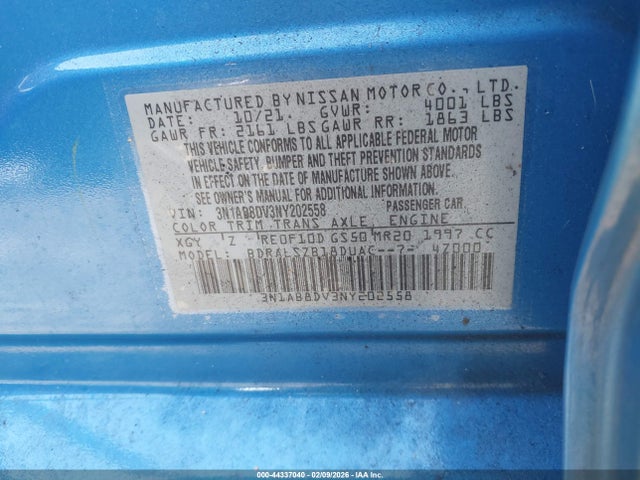 MANUFACTURED BY NISSAN MOTOR CO., LTD.
DATE: 10/21. GVWR: 4001 LBS
GAWR FR: 2161 LBS GAWR RR: 1863 LBS
THIS VEHICLE CONFORMS TO ALL APPLICABLE FEDERAL MOTOR
VEHICLE SAFETY, BUMPER AND THEFT PREVENTION STANDARDS
IN EFFECT ON THE DATE OF MANUFACTURE SHOWN ABOVE.
SEE OWNER'S MANUAL FOR ADDITIONAL INFORMATION.
VIN: 3N1AB8DV3NY202558 PASSENGER CAR
COLOR TRIM TRANS AXLE ENGINE
XGY Z RE0F10D GS50 MR20 1997 CC
MODEL: 47000
3N1AB8DV3NY202558
000-44337040 - 02/09/2026 - IAA Inc.